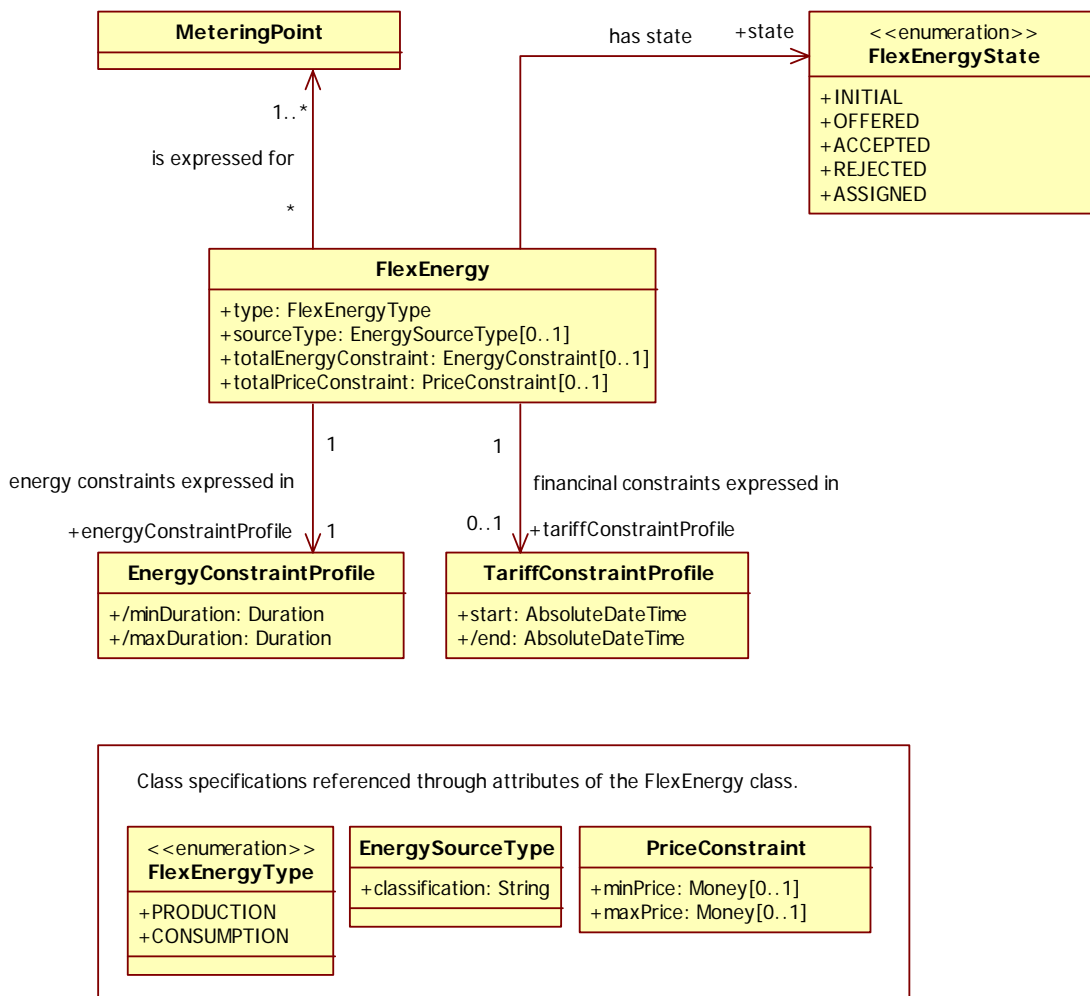 MeteringPoint
has state
+state
<<enumeration>>
FlexEnergyState
+INITIAL
+OFFERED
+ACCEPTED
+REJECTED
+ASSIGNED
1..*
is expressed for
*
FlexEnergy
+type: FlexEnergyType
+sourceType: EnergySourceType[0..1]
+totalEnergyConstraint: EnergyConstraint[0..1]
+totalPriceConstraint: PriceConstraint[0..1]
1
1
energy constraints expressed in
financinal constraints expressed in
+energyConstraintProfile
1
0..1
+tariffConstraintProfile
EnergyConstraintProfile
+/minDuration: Duration
+/maxDuration: Duration
TariffConstraintProfile
+start: AbsoluteDateTime
+/end: AbsoluteDateTime
Class specifications referenced through attributes of the FlexEnergy class.
<<enumeration>>
FlexEnergyType
+PRODUCTION
+CONSUMPTION
EnergySourceType
+classification: String
PriceConstraint
+minPrice: Money[0..1]
+maxPrice: Money[0..1]